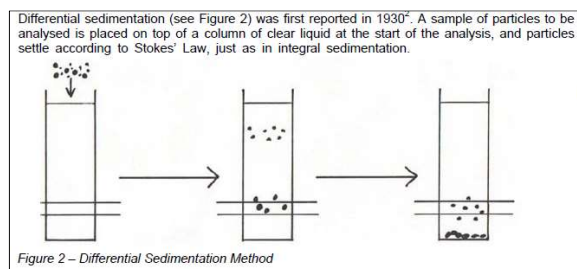 Differential sedimentation (see Figure 2) was first reported in 1930². A sample of particles to be
analysed is placed on top of a column of clear liquid at the start of the analysis, and particles
settle according to Stokes' Law, just as in integral sedimentation.
Figure 2 – Differential Sedimentation Method